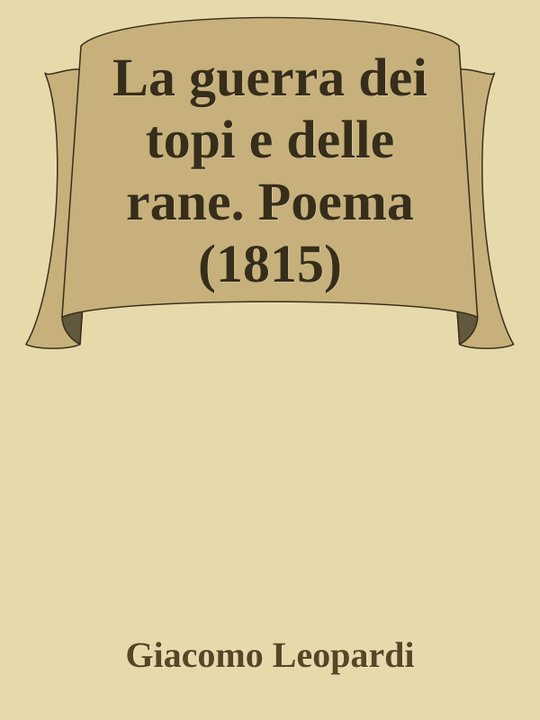 La guerra dei
topi e delle
rane. Poema
(1815)
Giacomo Leopardi